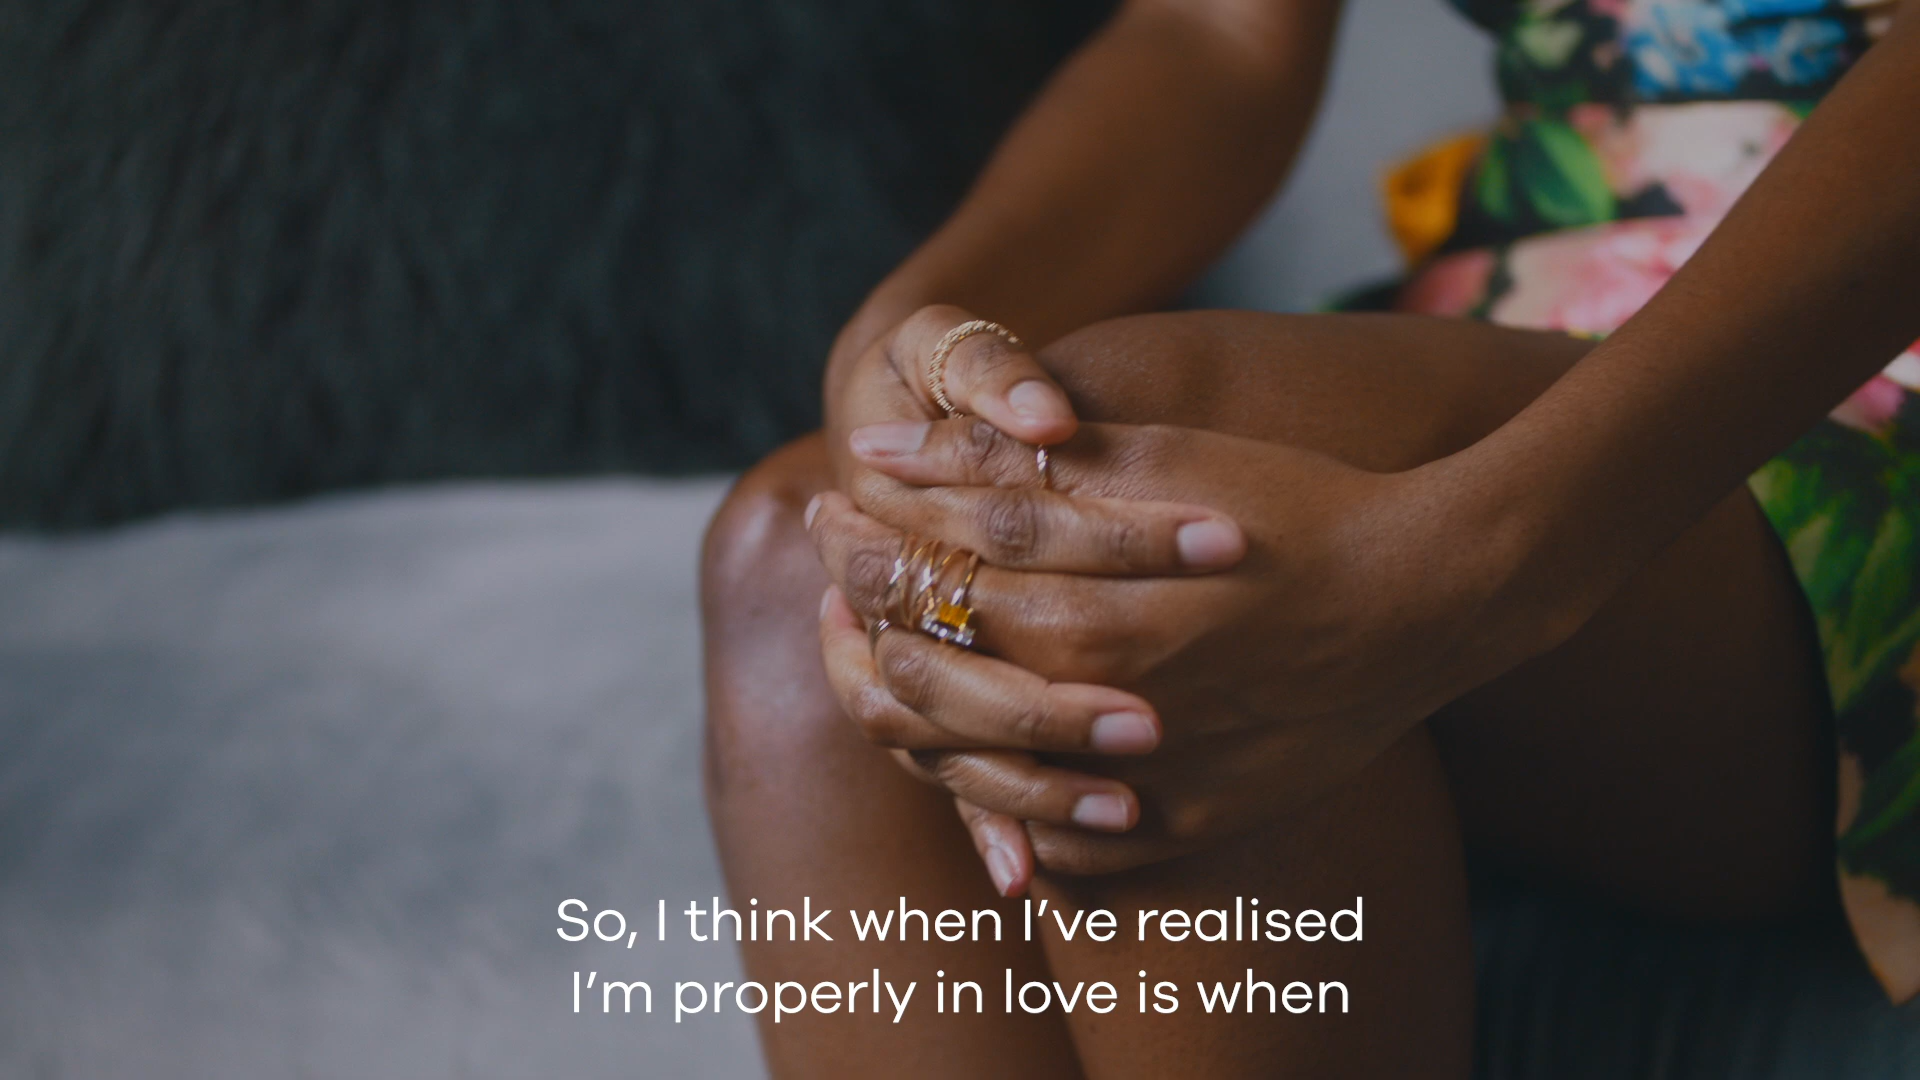 So, I think when I’ve realised
I’m properly in love is when